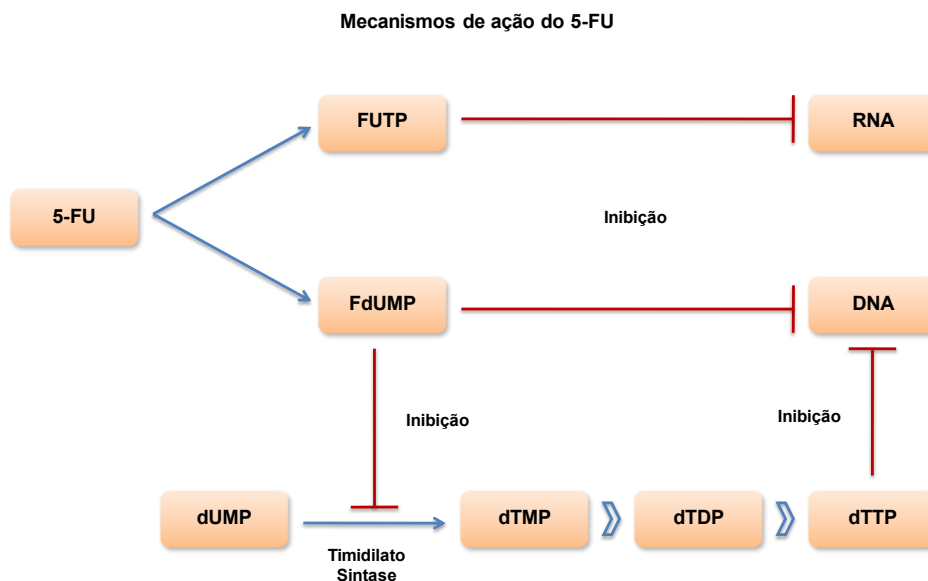 Mecanismos de ação do 5-FU
FUTP
RNA
5-FU
Inibição
FdUMP
DNA
Inibição
Inibição
dUMP
dTMP
dTDP
dTTP
Timidilato
Sintase